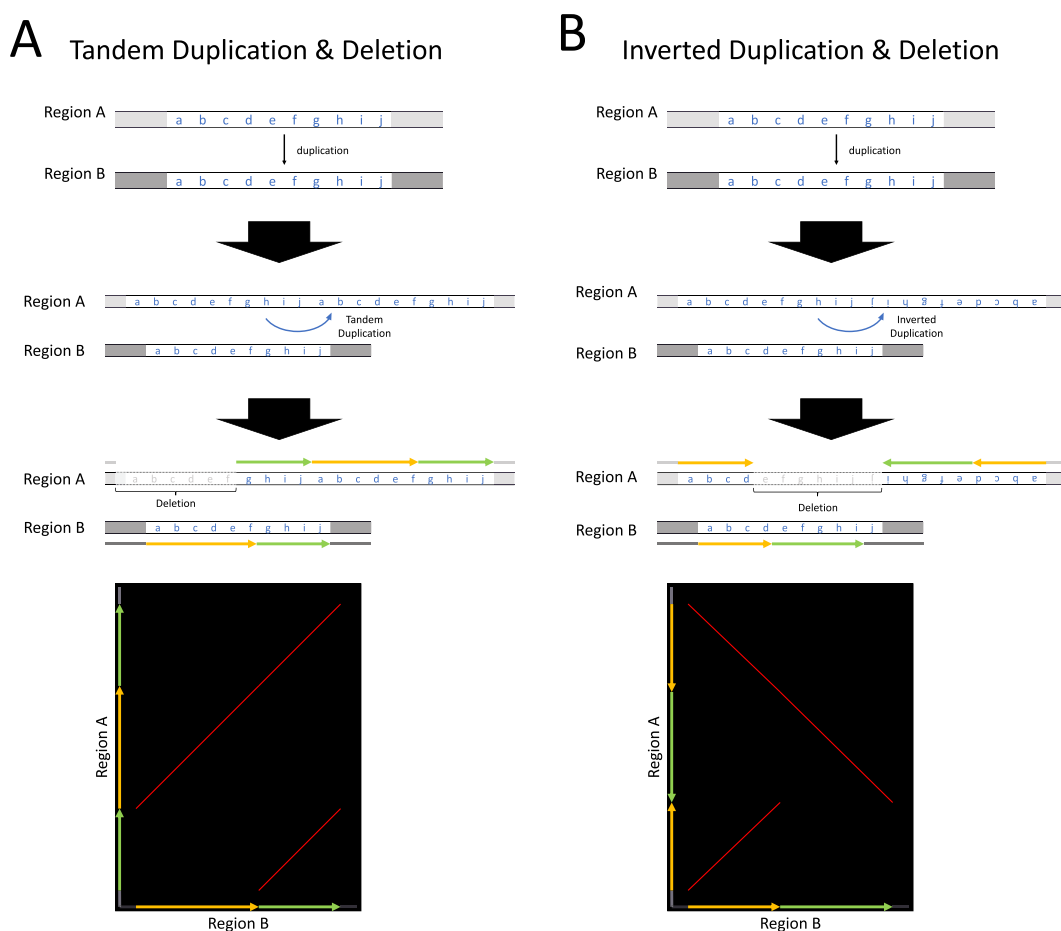 A
Tandem Duplication & Deletion
Region A
a b c d e f g h i j
duplication
Region B
a b c d e f g h i j
Region A
a b c d e f g h i j a b c d e f g h i j
Tandem
Duplication
Region B
a b c d e f g h i j
Region A
a b c d e f g h i j a b c d e f g h i j
Deletion
Region B
a b c d e f g h i j
Region A
Region B
B
Inverted Duplication & Deletion
Region A
a b c d e f g h i j
duplication
Region B
a b c d e f g h i j
Region A
a b c d e f g h i j j i h g f e d c b a
Inverted
Duplication
Region B
a b c d e f g h i j
Region A
a b c d e f g h i j j i h g f e d c b a
Deletion
Region B
a b c d e f g h i j
Region A
Region B